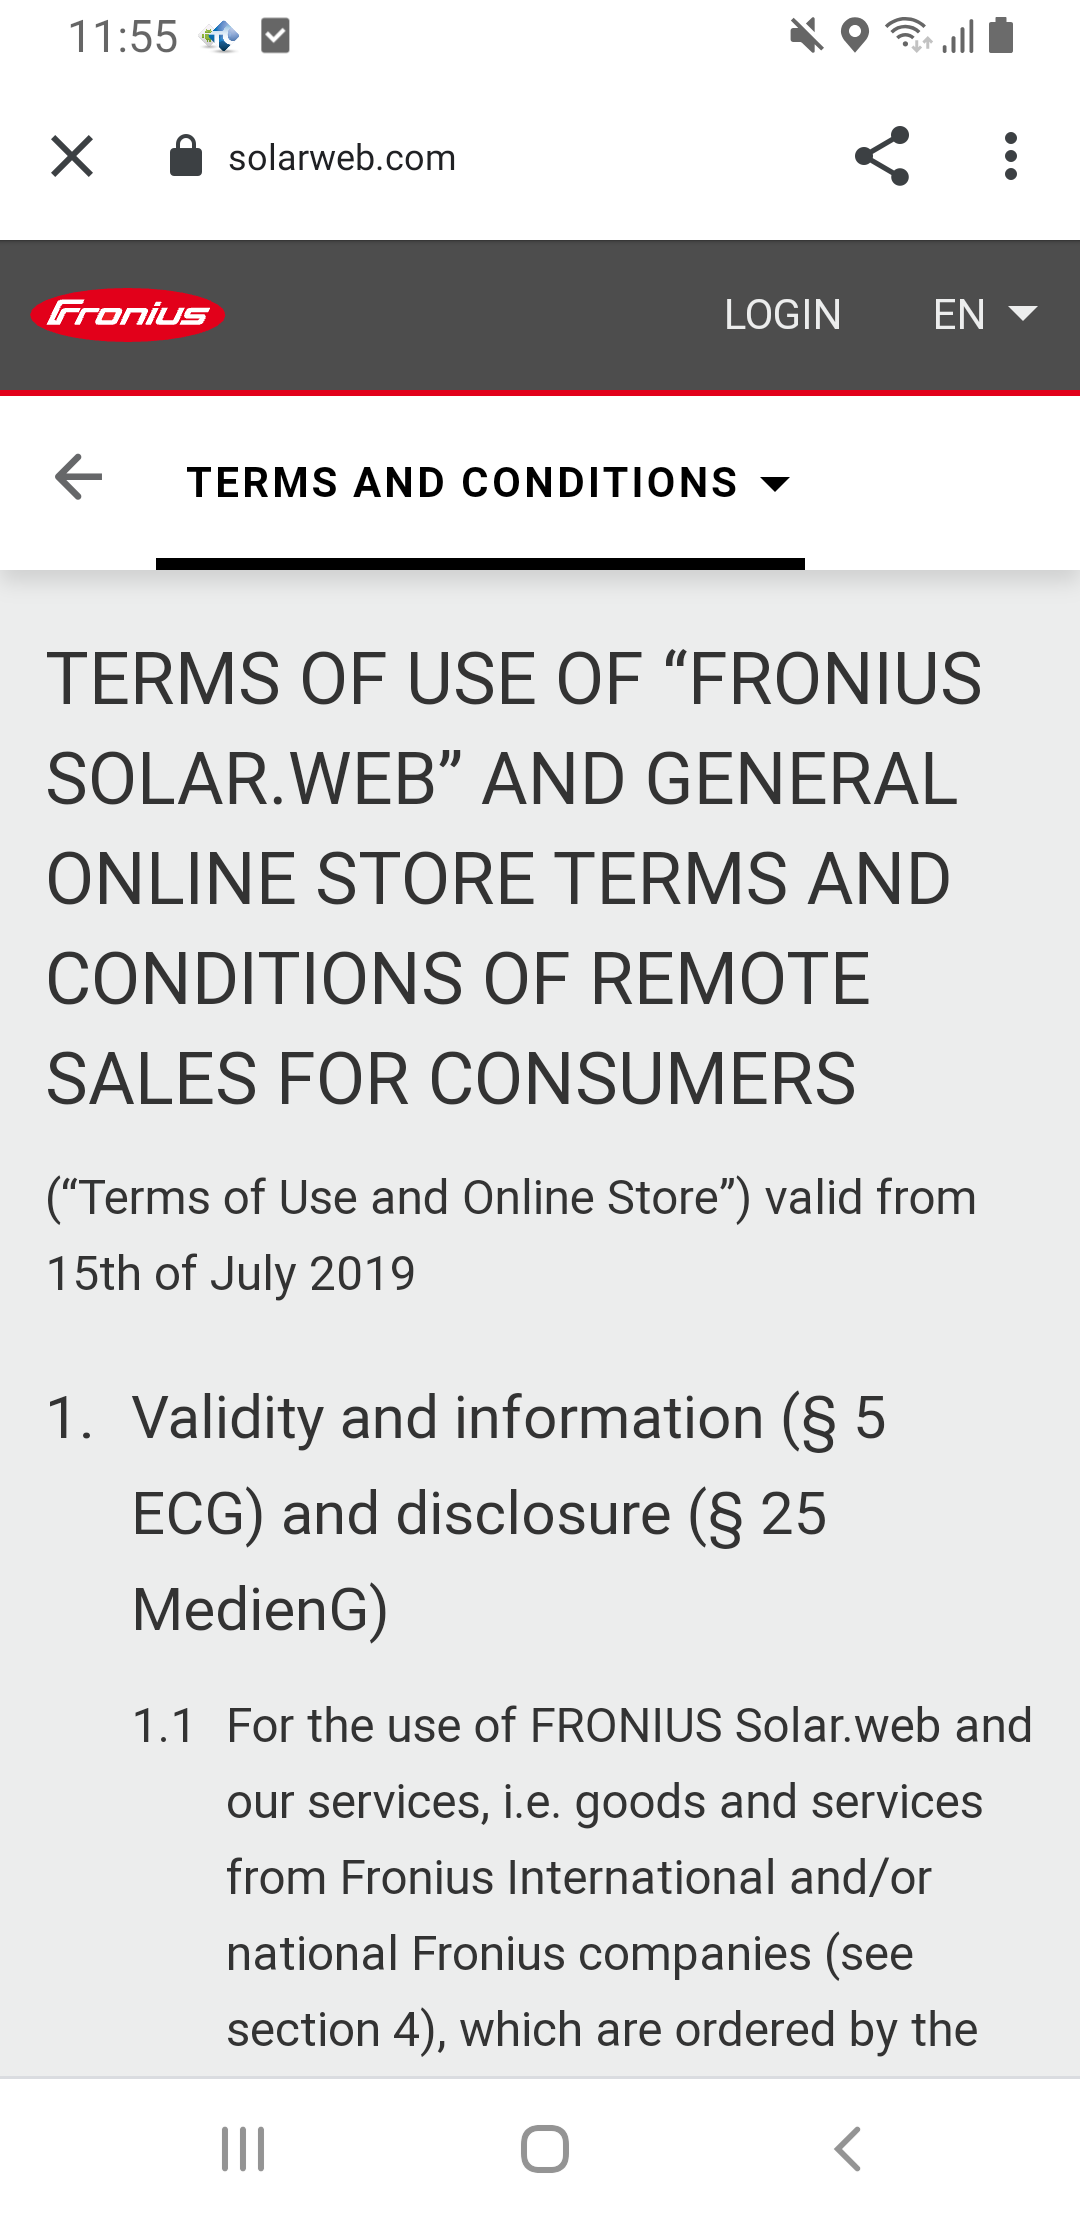 11:55
solarweb.com
Fronius
LOGIN
EN
TERMS AND CONDITIONS
TERMS OF USE OF “FRONIUS
SOLAR.WEB” AND GENERAL
ONLINE STORE TERMS AND
CONDITIONS OF REMOTE
SALES FOR CONSUMERS
(“Terms of Use and Online Store”) valid from
15th of July 2019
1. Validity and information (§ 5
ECG) and disclosure (§ 25
MedienG)
1.1 For the use of FRONIUS Solar.web and
our services, i.e. goods and services
from Fronius International and/or
national Fronius companies (see
section 4), which are ordered by the